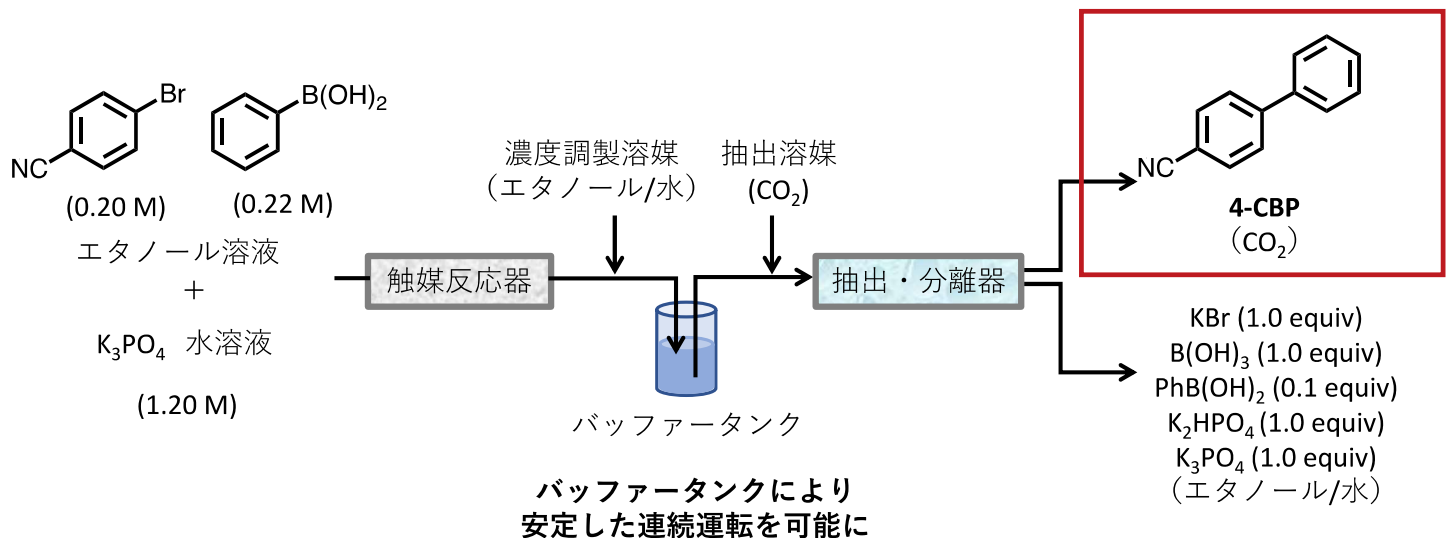 Br
NC
(0.20 M)
B(OH)₂
(0.22 M)
エタノール溶液
+
K₃PO₄ 水溶液
(1.20 M)
触媒反応器
濃度調製溶媒
（エタノール/水）
バッファータンク
バッファータンクにより
安定した連続運転を可能に
抽出溶媒
(CO₂)
抽出・分離器
NC
4-CBP
（CO₂）
KBr (1.0 equiv)
B(OH)₃ (1.0 equiv)
PhB(OH)₂ (0.1 equiv)
K₂HPO₄ (1.0 equiv)
K₃PO₄ (1.0 equiv)
（エタノール/水）